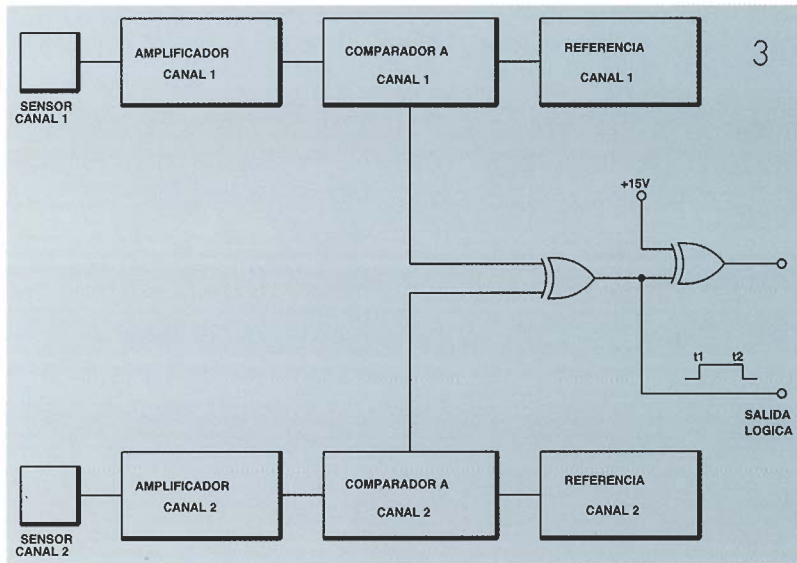 3
AMPLIFICADOR
CANAL 1
COMPARADOR A
CANAL 1
REFERENCIA
CANAL 1
SENSOR
CANAL 1
+15V
t1 t2
SALIDA
LOGICA
AMPLIFICADOR
CANAL 2
COMPARADOR A
CANAL 2
REFERENCIA
CANAL 2
SENSOR
CANAL 2